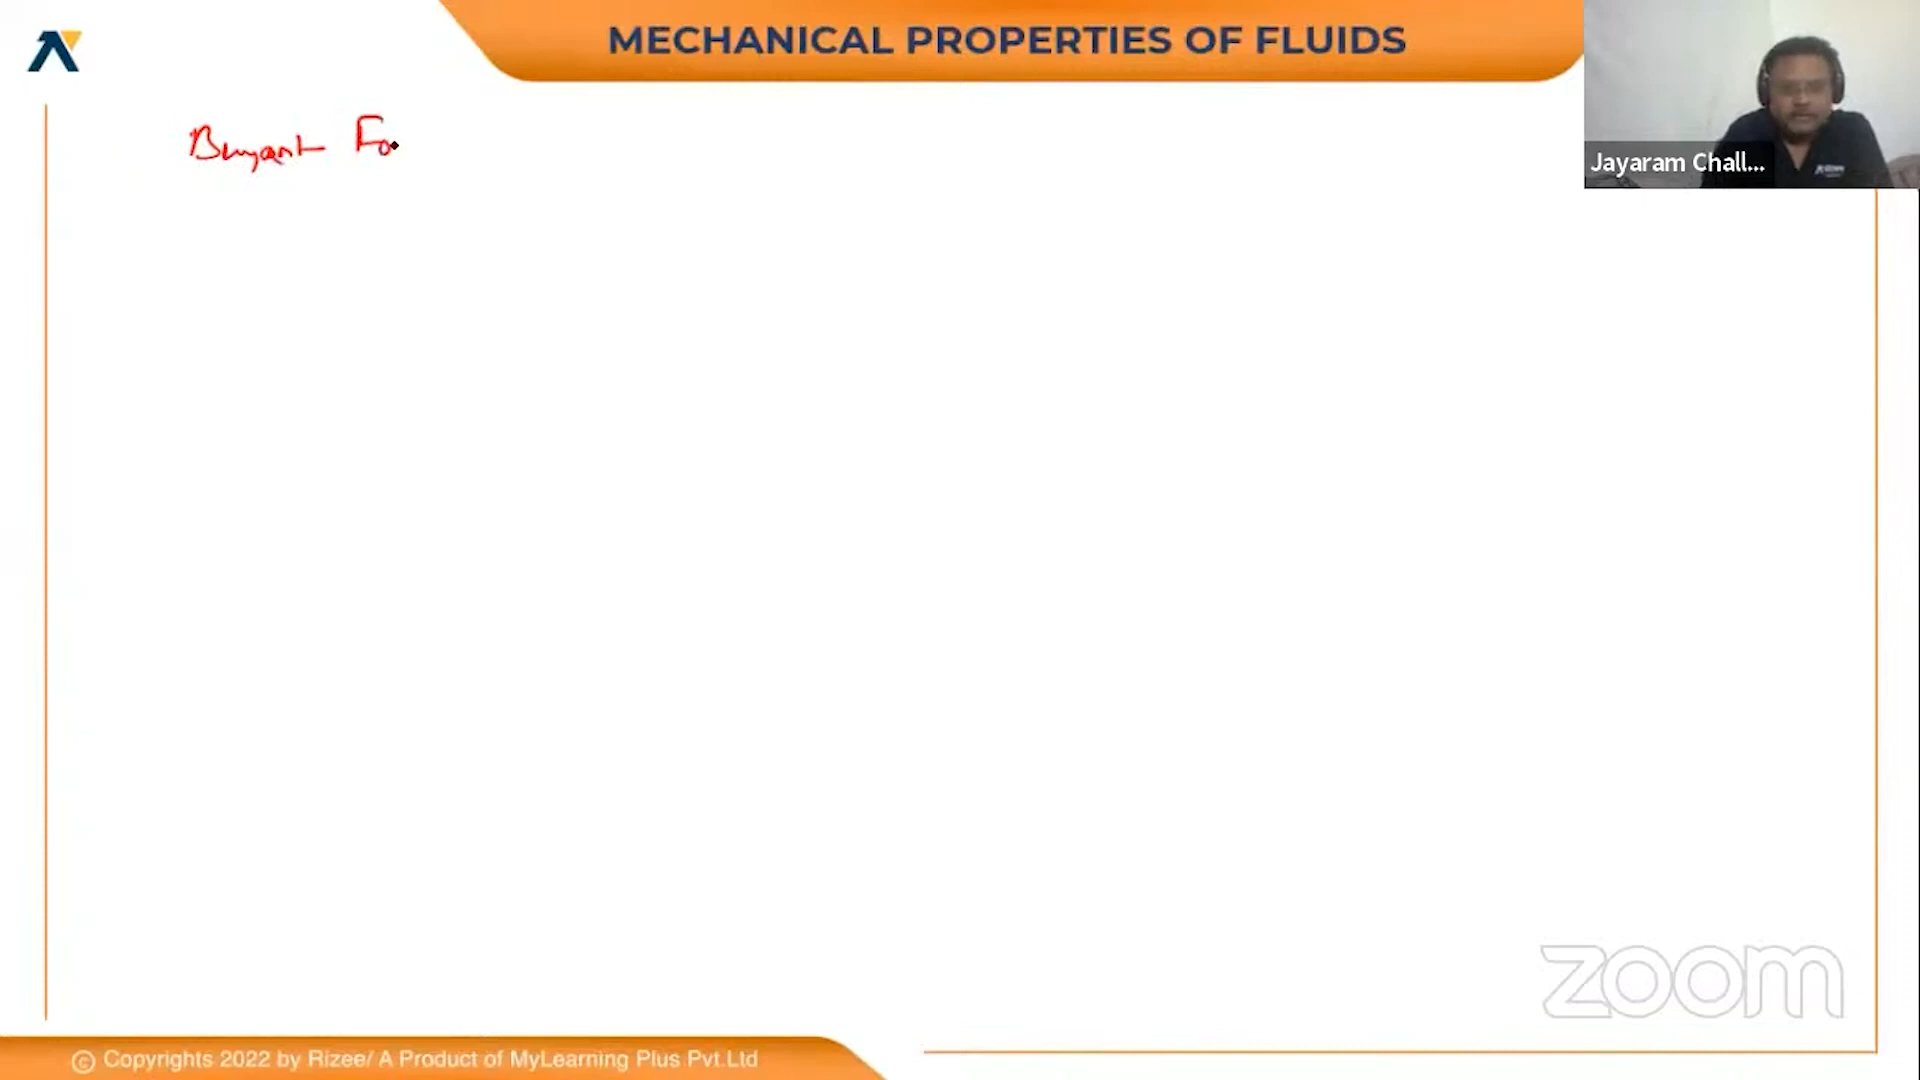 MECHANICAL PROPERTIES OF FLUIDS
Jayaram Chall...
Buyant Fo
zoom
© Copyrights 2022 by Rizee/ A Product of MyLearning Plus Pvt.Ltd